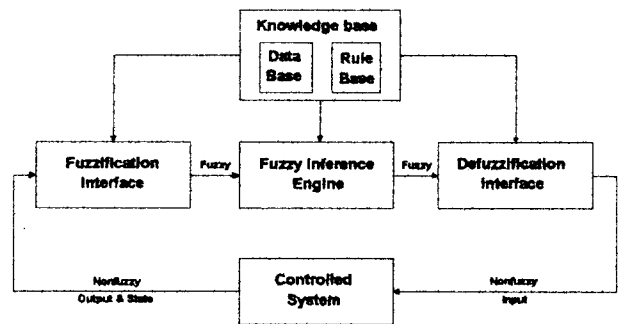 Knowledge base
Data
Base
Rule
Base
Fuzzification
Interface
Fuzzy
Fuzzy Inference
Engine
Fuzzy
Defuzzification
Interface
Nonfuzzy
Output & State
Controlled
System
Nonfuzzy
Input